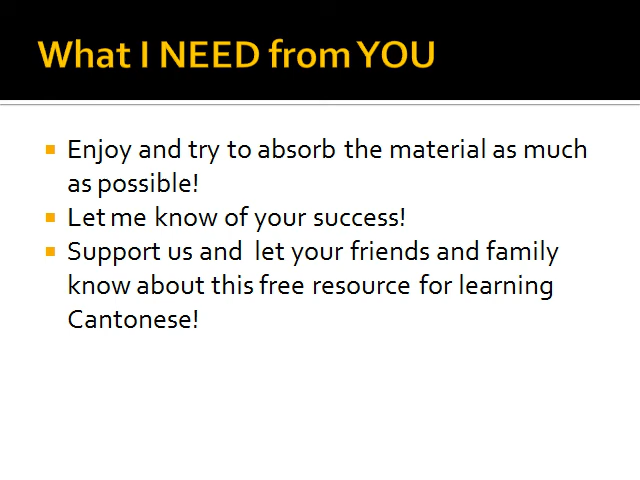 What I NEED from YOU
Enjoy and try to absorb the material as much
as possible!
Let me know of your success!
Support us and  let your friends and family
know about this free resource for learning
Cantonese!